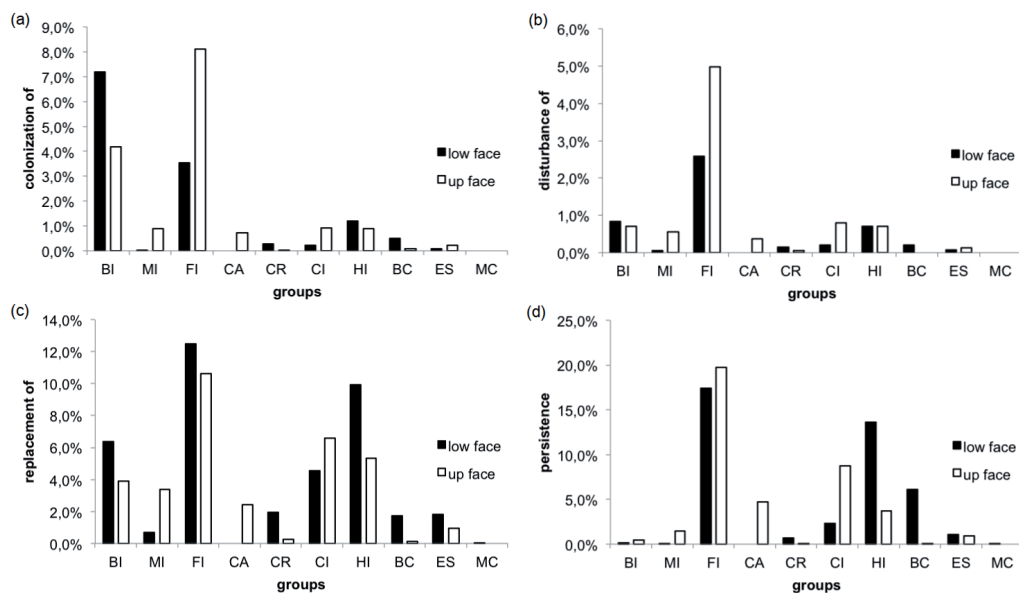 (a)
9,0%
8,0%
7,0%
6,0%
5,0%
4,0%
3,0%
2,0%
1,0%
0,0%
colonization of
low face
up face
BI MI FI CA CR CI HI BC ES MC
groups
(b)
6,0%
5,0%
4,0%
3,0%
2,0%
1,0%
0,0%
disturbance of
low face
up face
BI MI FI CA CR CI HI BC ES MC
groups
(c)
14,0%
12,0%
10,0%
8,0%
6,0%
4,0%
2,0%
0,0%
replacement of
low face
up face
BI MI FI CA CR CI HI BC ES MC
groups
(d)
25,0%
20,0%
15,0%
10,0%
5,0%
0,0%
persistence
low face
up face
BI MI FI CA CR CI HI BC ES MC
groups